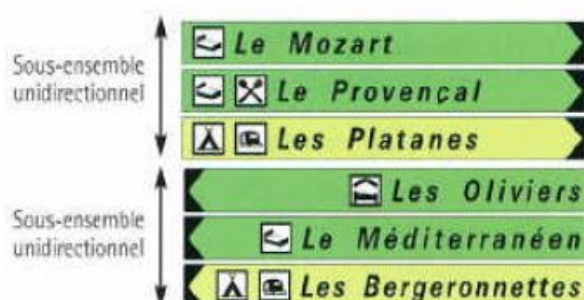 Le Mozart
Sous-ensemble
unidirectionnel
Le Provençal
Les Platanes
Les Oliviers
Sous-ensemble
unidirectionnel
Le Méditerranéen
Les Bergeronnettes